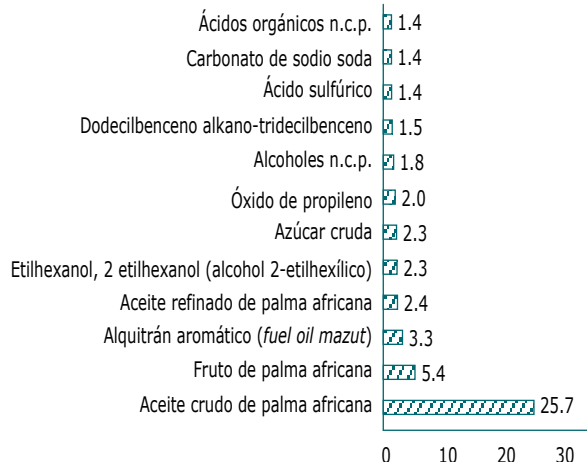 Ácidos orgánicos n.c.p. 1.4
Carbonato de sodio soda 1.4
Ácido sulfúrico 1.4
Dodecilbenceno alkano-tridecilbenceno 1.5
Alcoholes n.c.p. 1.8
Óxido de propileno 2.0
Azúcar cruda 2.3
Etilhexanol, 2 etilhexanol (alcohol 2-etilhexílico) 2.3
Aceite refinado de palma africana 2.4
Alquitrán aromático (fuel oil mazut) 3.3
Fruto de palma africana 5.4
Aceite crudo de palma africana 25.7
0 10 20 30